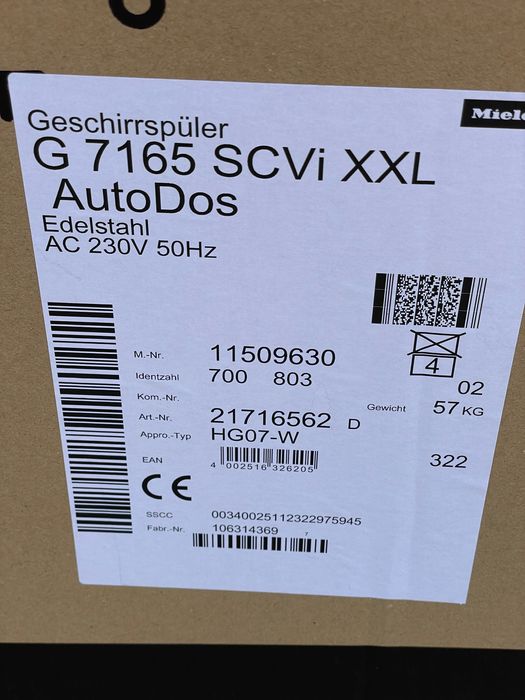 Miele
Geschirrspüler
G 7165 SCVi XXL
AutoDos
Edelstahl
AC 230V 50Hz
4
02
M.-Nr. 11509630
Identzahl 700 803
Kom.-Nr.
Gewicht 57 KG
Art.-Nr. 21716562 D
Appro.-Typ HG07-W
EAN
4 002516 326205
322
CE
SSCC 00340025112322975945
Fabr.-Nr. 106314369
7